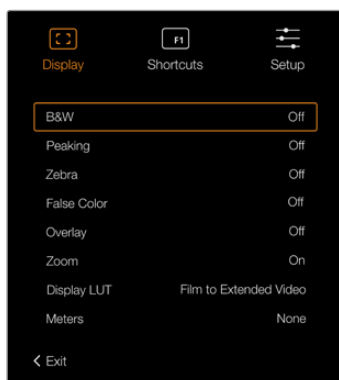 F1
Display Shortcuts Setup
B&W Off
Peaking Off
Zebra Off
False Color Off
Overlay Off
Zoom On
Display LUT Film to Extended Video
Meters None
Exit